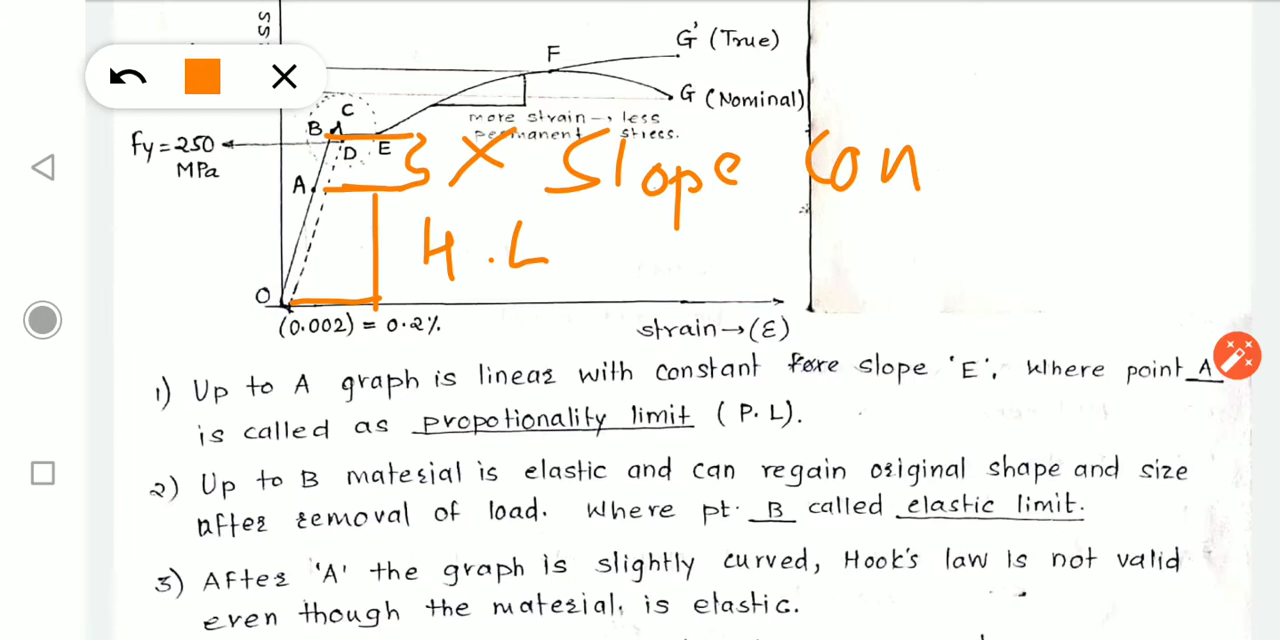 ss
G' (True)
F
G (Nominal)
C
B
more strain → less
permanent stress.
fy = 250
MPa
D
E
A
X Slope Con
H.L
O
(0.002) = 0.2%
strain → (ε)
1) Up to A graph is linear with constant slope 'E'. Where point A
is called as propotionality limit (P.L).
2) Up to B material is elastic and can regain original shape and size
after removal of load. Where pt. B called elastic limit.
3) After 'A' the graph is slightly curved, Hook's law is not valid
even though the material is elastic.